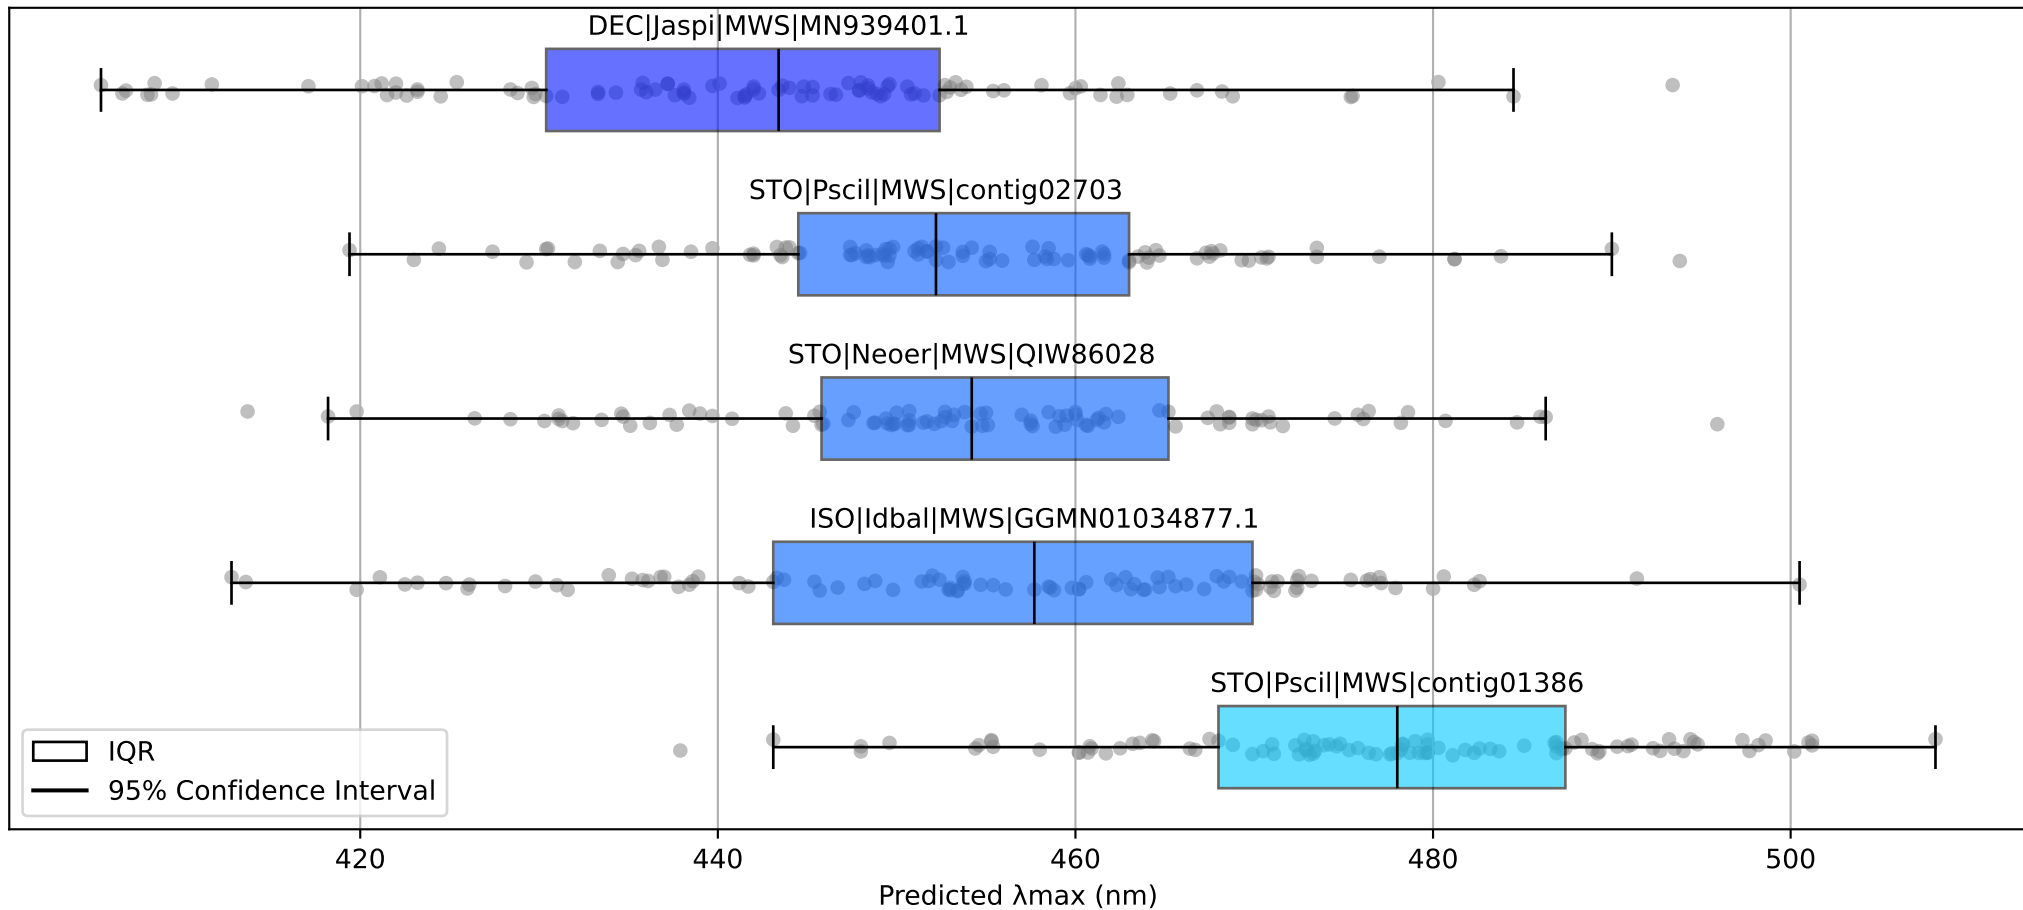 DEC|Jaspi|MWS|MN939401.1
STO|Pscil|MWS|contig02703
STO|Neoer|MWS|QIW86028
ISO|Idbal|MWS|GGMN01034877.1
STO|Pscil|MWS|contig01386
IQR
95% Confidence Interval
420 440 460 480 500
Predicted λmax (nm)